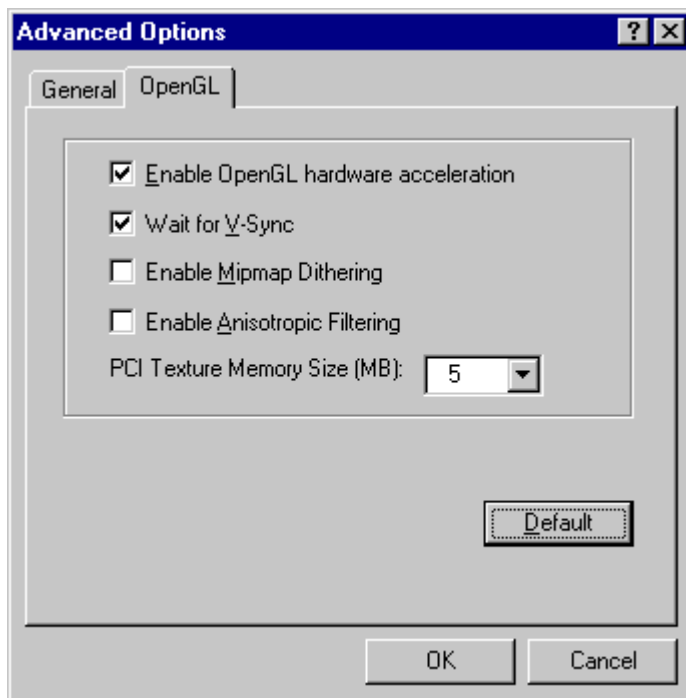 Advanced Options
General OpenGL
Enable OpenGL hardware acceleration
Wait for V-Sync
Enable Mipmap Dithering
Enable Anisotropic Filtering
PCI Texture Memory Size (MB): 5
Default
OK Cancel